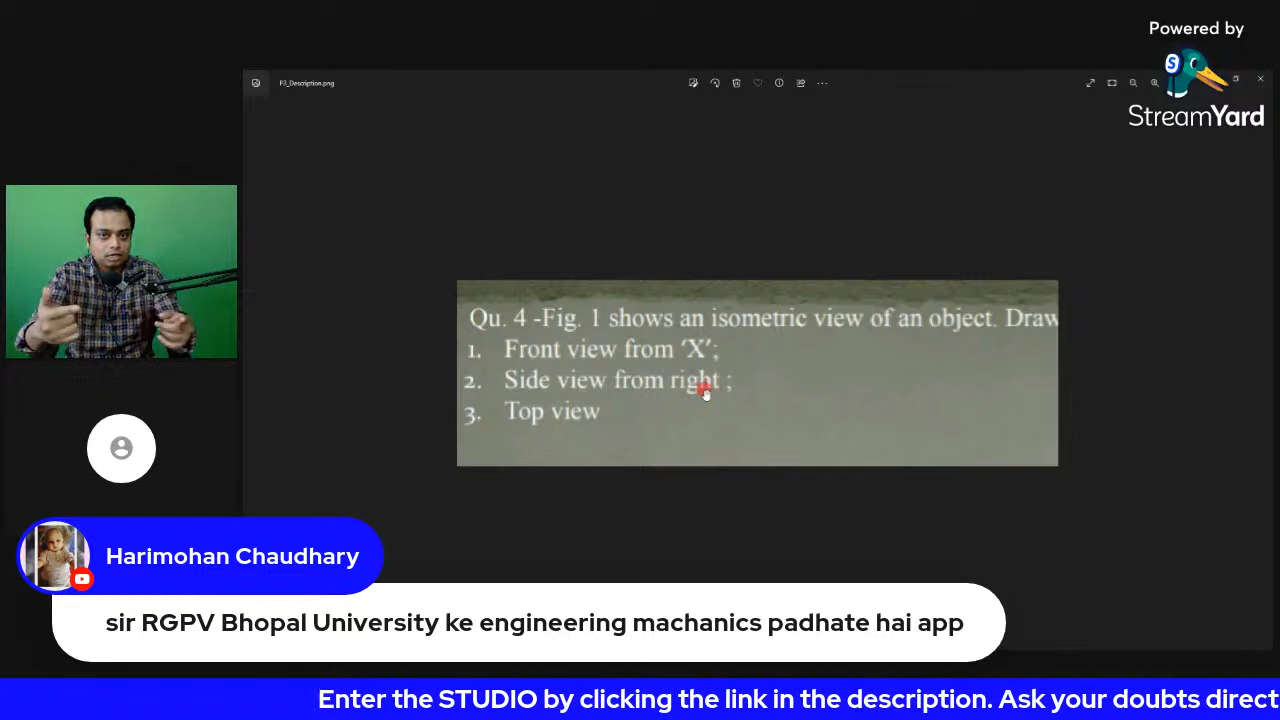 Powered by
StreamYard
P3_Description.png
Qu. 4 -Fig. 1 shows an isometric view of an object. Draw
1. Front view from ‘X’;
2. Side view from right ;
3. Top view
Harimohan Chaudhary
sir RGPV Bhopal University ke engineering machanics padhate hai app
Enter the STUDIO by clicking the link in the description. Ask your doubts direct